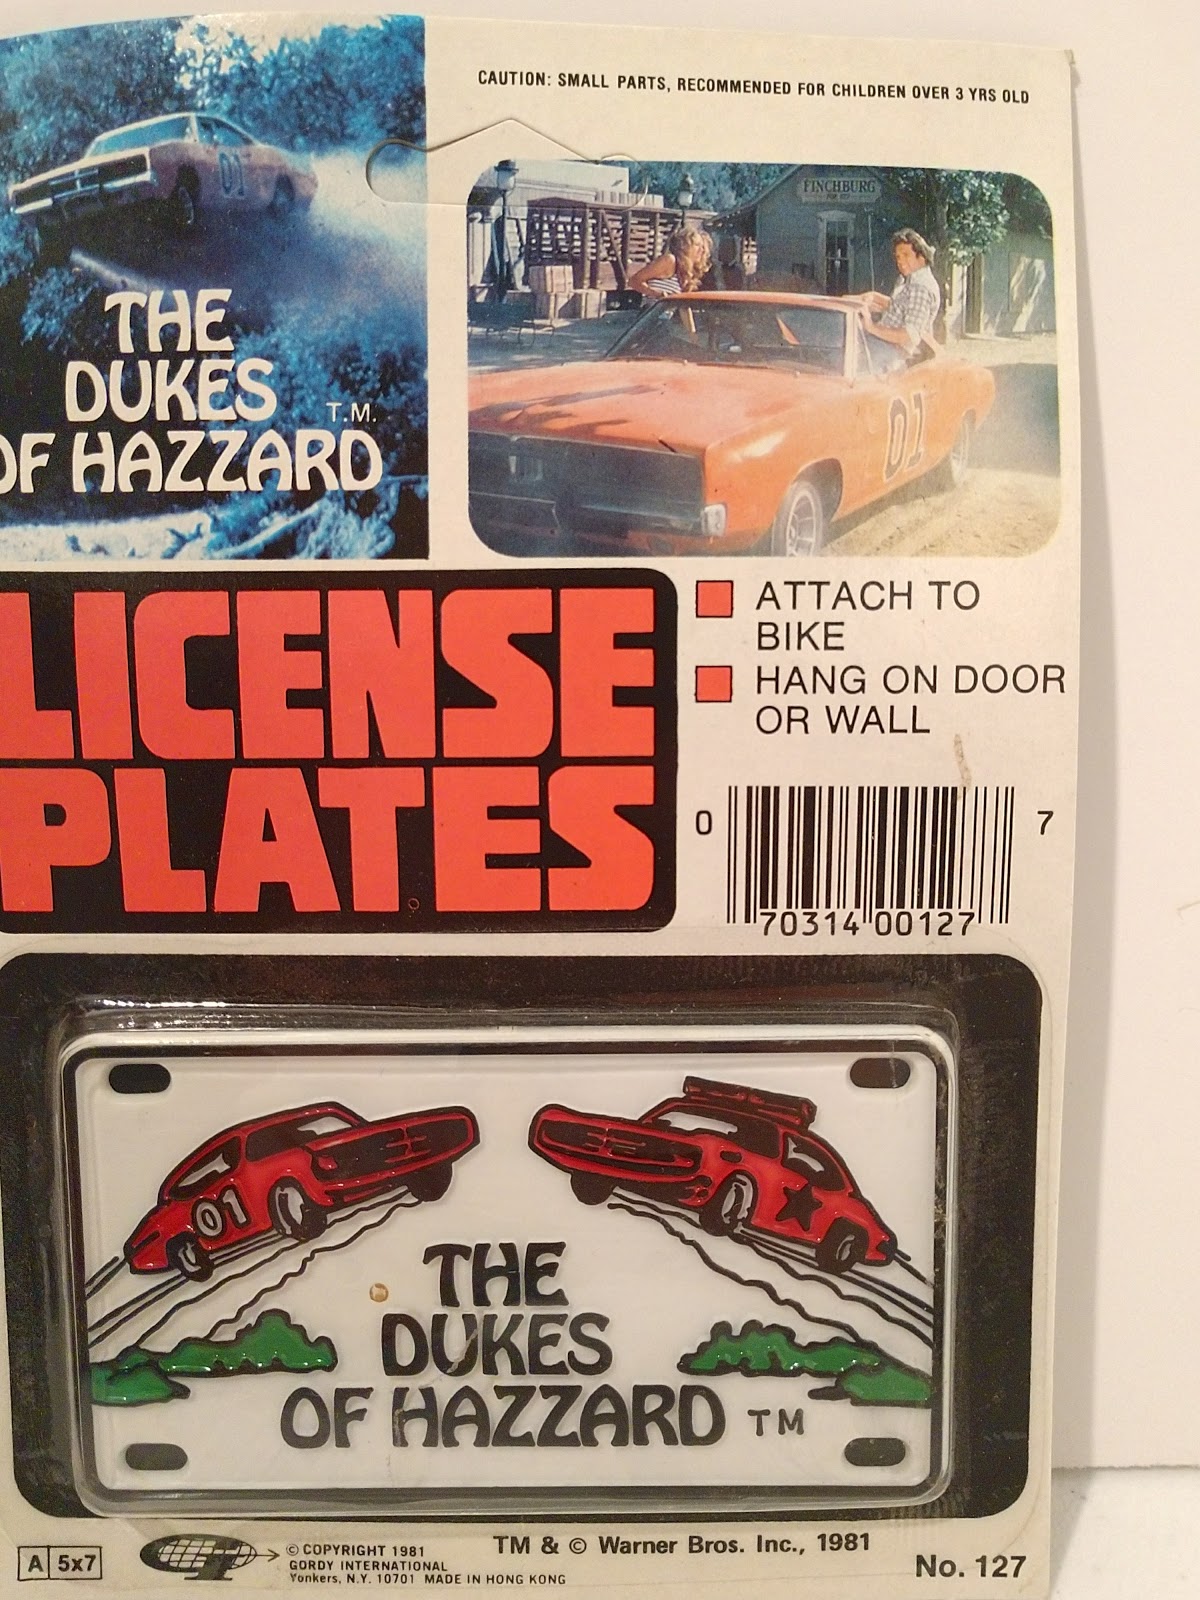 CAUTION: SMALL PARTS, RECOMMENDED FOR CHILDREN OVER 3 YRS OLD
01
THE
DUKES
OF HAZZARD
T.M.
FINCHBURG
01
LICENSE
PLATES
ATTACH TO
BIKE
HANG ON DOOR
OR WALL
0 70314 00127 7
01
THE
DUKES
OF HAZZARD TM
A 5x7
© COPYRIGHT 1981
GORDY INTERNATIONAL
Yonkers, N.Y. 10701 MADE IN HONG KONG
TM & © Warner Bros. Inc., 1981
No. 127